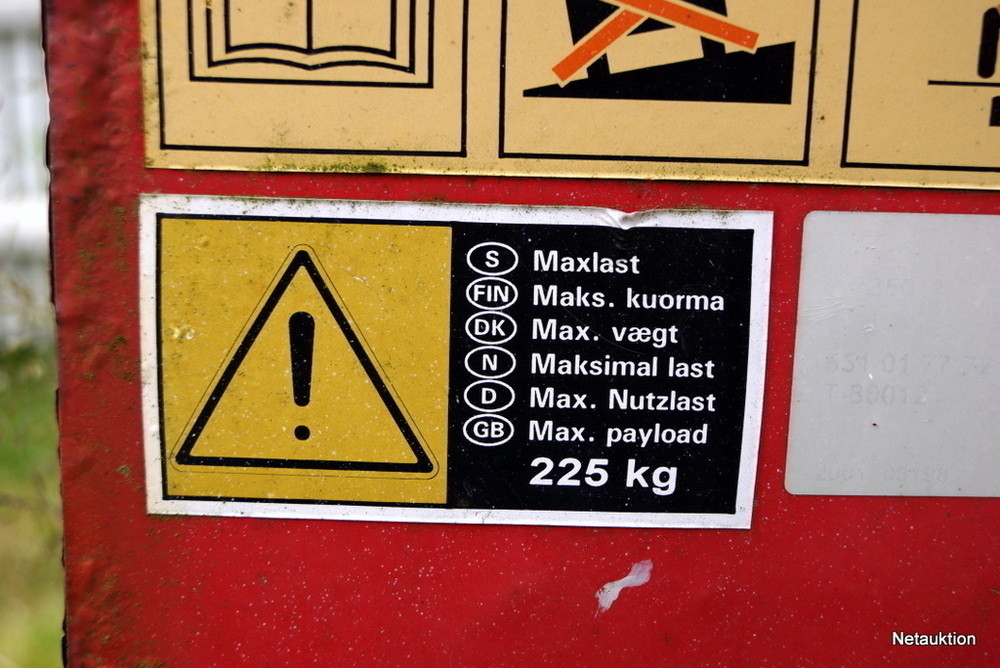 S Maxlast
FIN Maks. kuorma
DK Max. vægt
N Maksimal last
D Max. Nutzlast
GB Max. payload
225 kg
Netauktion